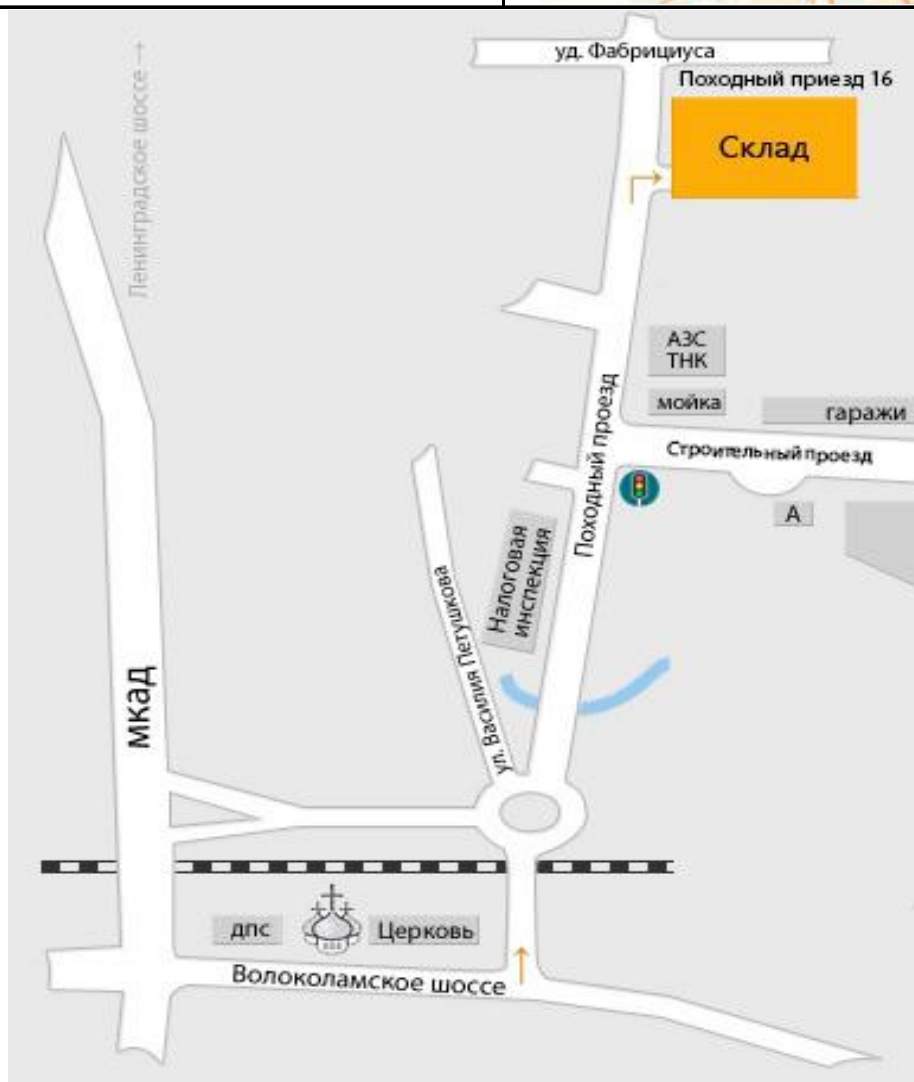 Ленинградское шоссе →
уд. Фабрициуса
Походный приезд 16
Склад
АЗС
ТНК
мойка
гаражи
Строительный проезд
Походный проезд
А
Налоговая
инспекция
ул. Василия Петушкова
мкад
дпс
Церковь
Волоколамское шоссе